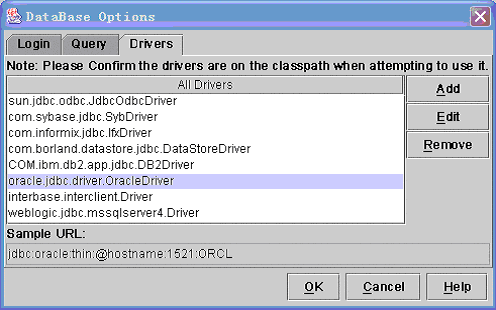 DataBase Options
Login Query Drivers
Note: Please Confirm the drivers are on the classpath when attempting to use it.
All Drivers
sun.jdbc.odbc.JdbcOdbcDriver
com.sybase.jdbc.SybDriver
com.informix.jdbc.IfxDriver
com.borland.datastore.jdbc.DataStoreDriver
COM.ibm.db2.app.jdbc.DB2Driver
oracle.jdbc.driver.OracleDriver
interbase.interclient.Driver
weblogic.jdbc.mssqlserver4.Driver
Add
Edit
Remove
Sample URL:
jdbc:oracle:thin:@hostname:1521:ORCL
OK Cancel Help